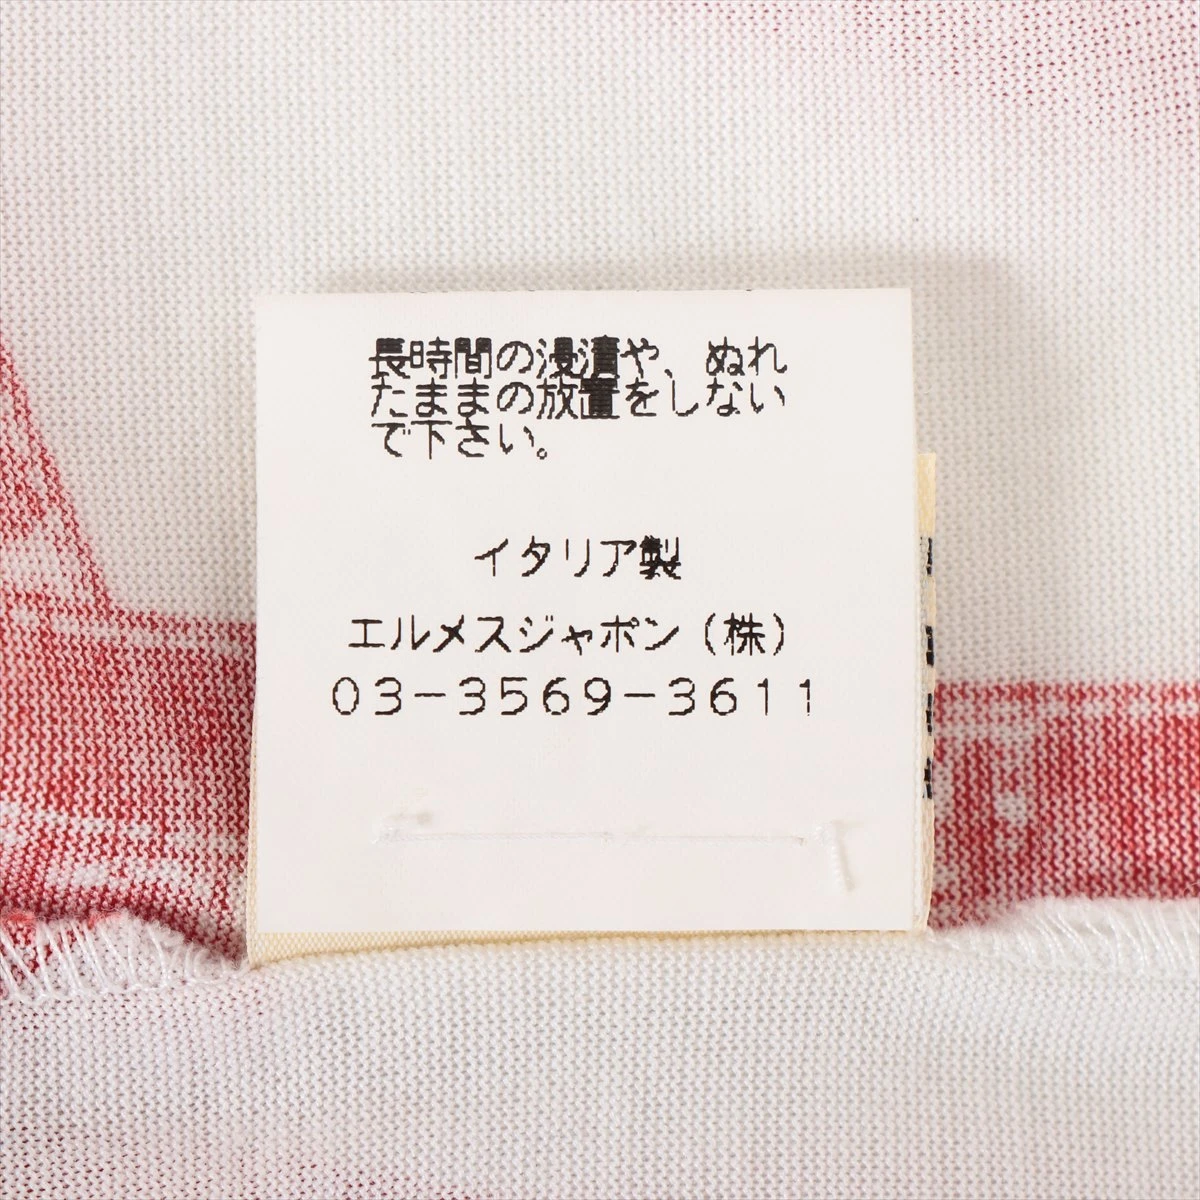 長時間の浸漬や、ぬれ
たままの放置をしない
で下さい。
イタリア製
エルメスジャポン（株）
03-3569-3611